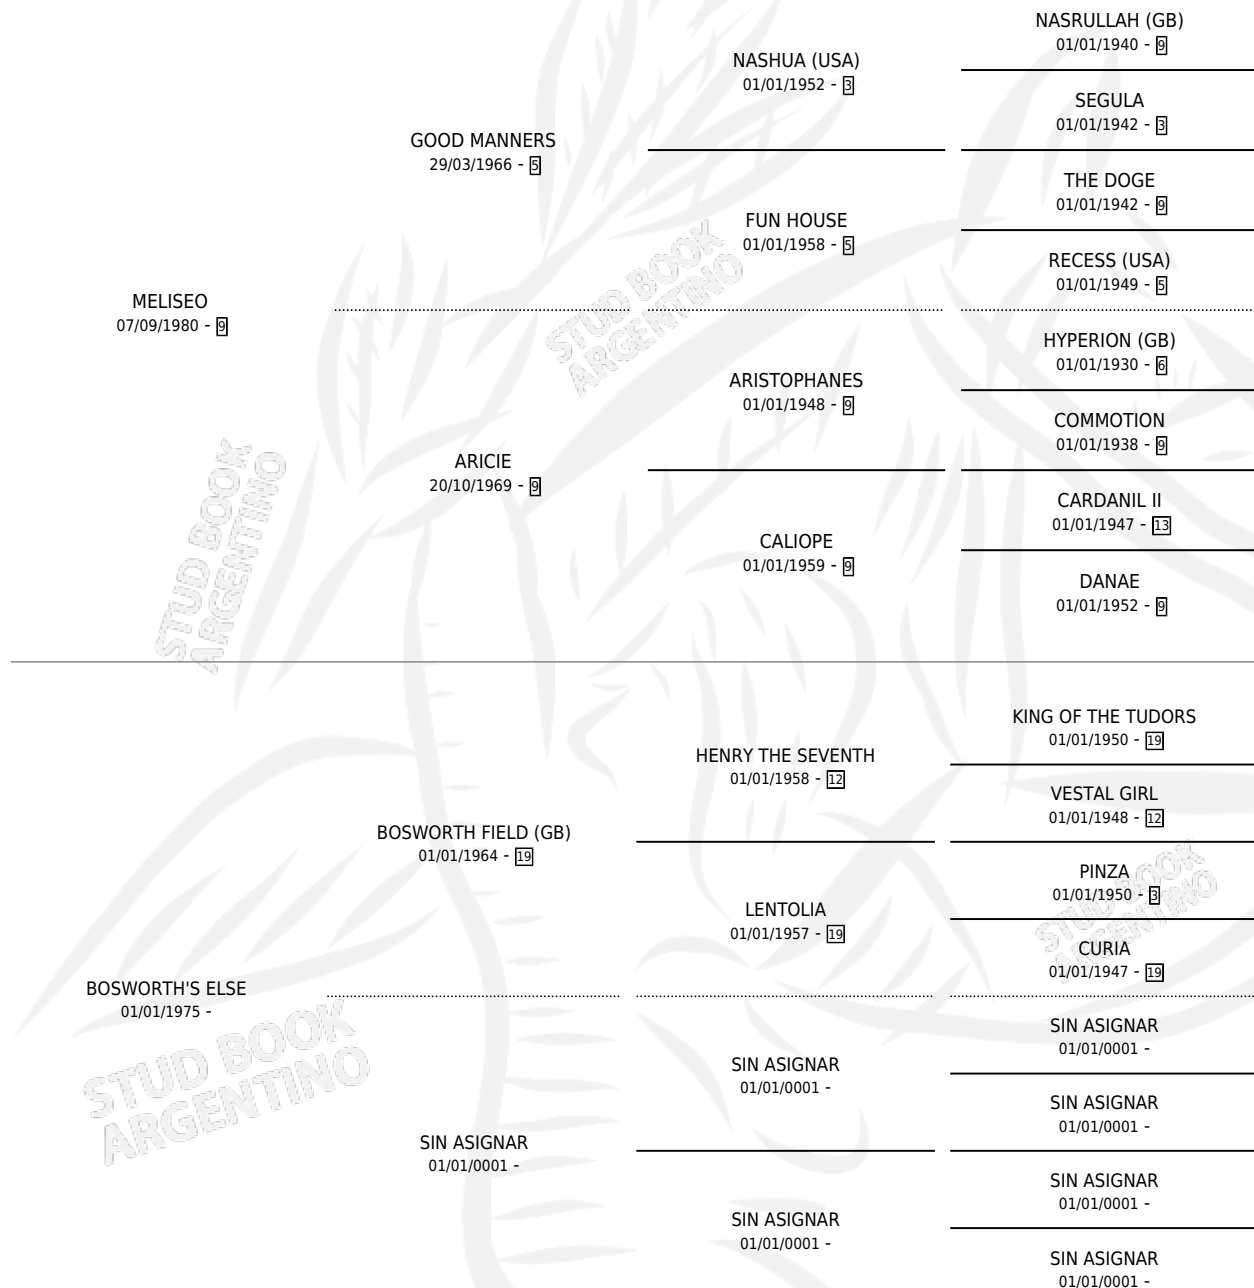 NASRULLAH (GB)
01/01/1940 - 9
NASHUA (USA)
01/01/1952 - 3
SEGULA
01/01/1942 - 3
GOOD MANNERS
29/03/1966 - 5
THE DOGE
01/01/1942 - 9
FUN HOUSE
01/01/1958 - 5
RECESS (USA)
01/01/1949 - 5
MELISEO
07/09/1980 - 9
HYPERION (GB)
01/01/1930 - 6
ARISTOPHANES
01/01/1948 - 9
COMMOTION
01/01/1938 - 9
ARICIE
20/10/1969 - 9
CARDANIL II
01/01/1947 - 13
CALIOPE
01/01/1959 - 9
DANAE
01/01/1952 - 9
KING OF THE TUDORS
01/01/1950 - 19
HENRY THE SEVENTH
01/01/1958 - 12
VESTAL GIRL
01/01/1948 - 12
BOSWORTH FIELD (GB)
01/01/1964 - 19
PINZA
01/01/1950 - 3
LENTOLIA
01/01/1957 - 19
CURIA
01/01/1947 - 19
BOSWORTH'S ELSE
01/01/1975 -
SIN ASIGNAR
01/01/0001 -
SIN ASIGNAR
01/01/0001 -
SIN ASIGNAR
01/01/0001 -
SIN ASIGNAR
01/01/0001 -
SIN ASIGNAR
01/01/0001 -
SIN ASIGNAR
01/01/0001 -
SIN ASIGNAR
01/01/0001 -
STUD BOOK
ARGENTINO
STUD BOOK
ARGENTINO
STUD BOOK
ARGENTINO
STUD BOOK
ARGENTINO